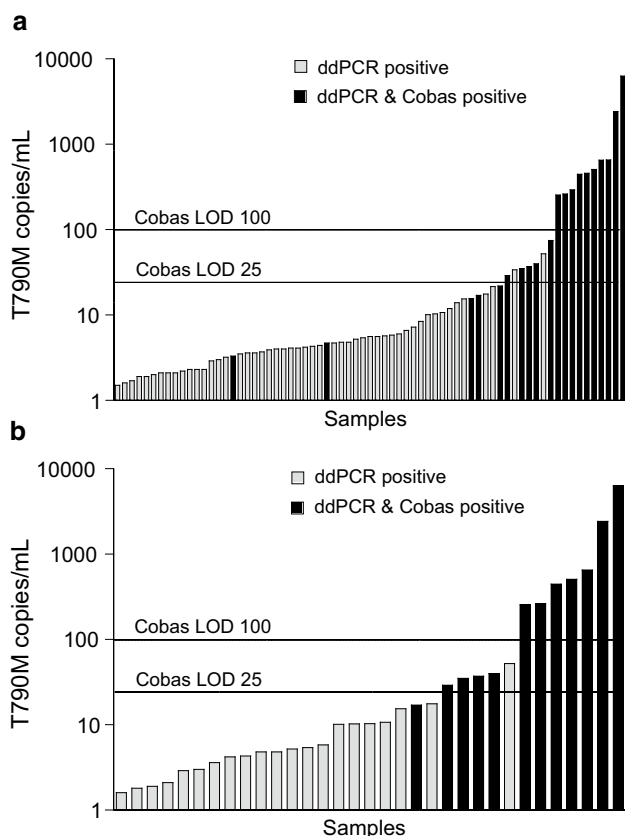 a
10000
1000
100
10
1
T790M copies/mL
ddPCR positive
ddPCR & Cobas positive
Cobas LOD 100
Cobas LOD 25
Samples
b
10000
1000
100
10
1
T790M copies/mL
ddPCR positive
ddPCR & Cobas positive
Cobas LOD 100
Cobas LOD 25
Samples